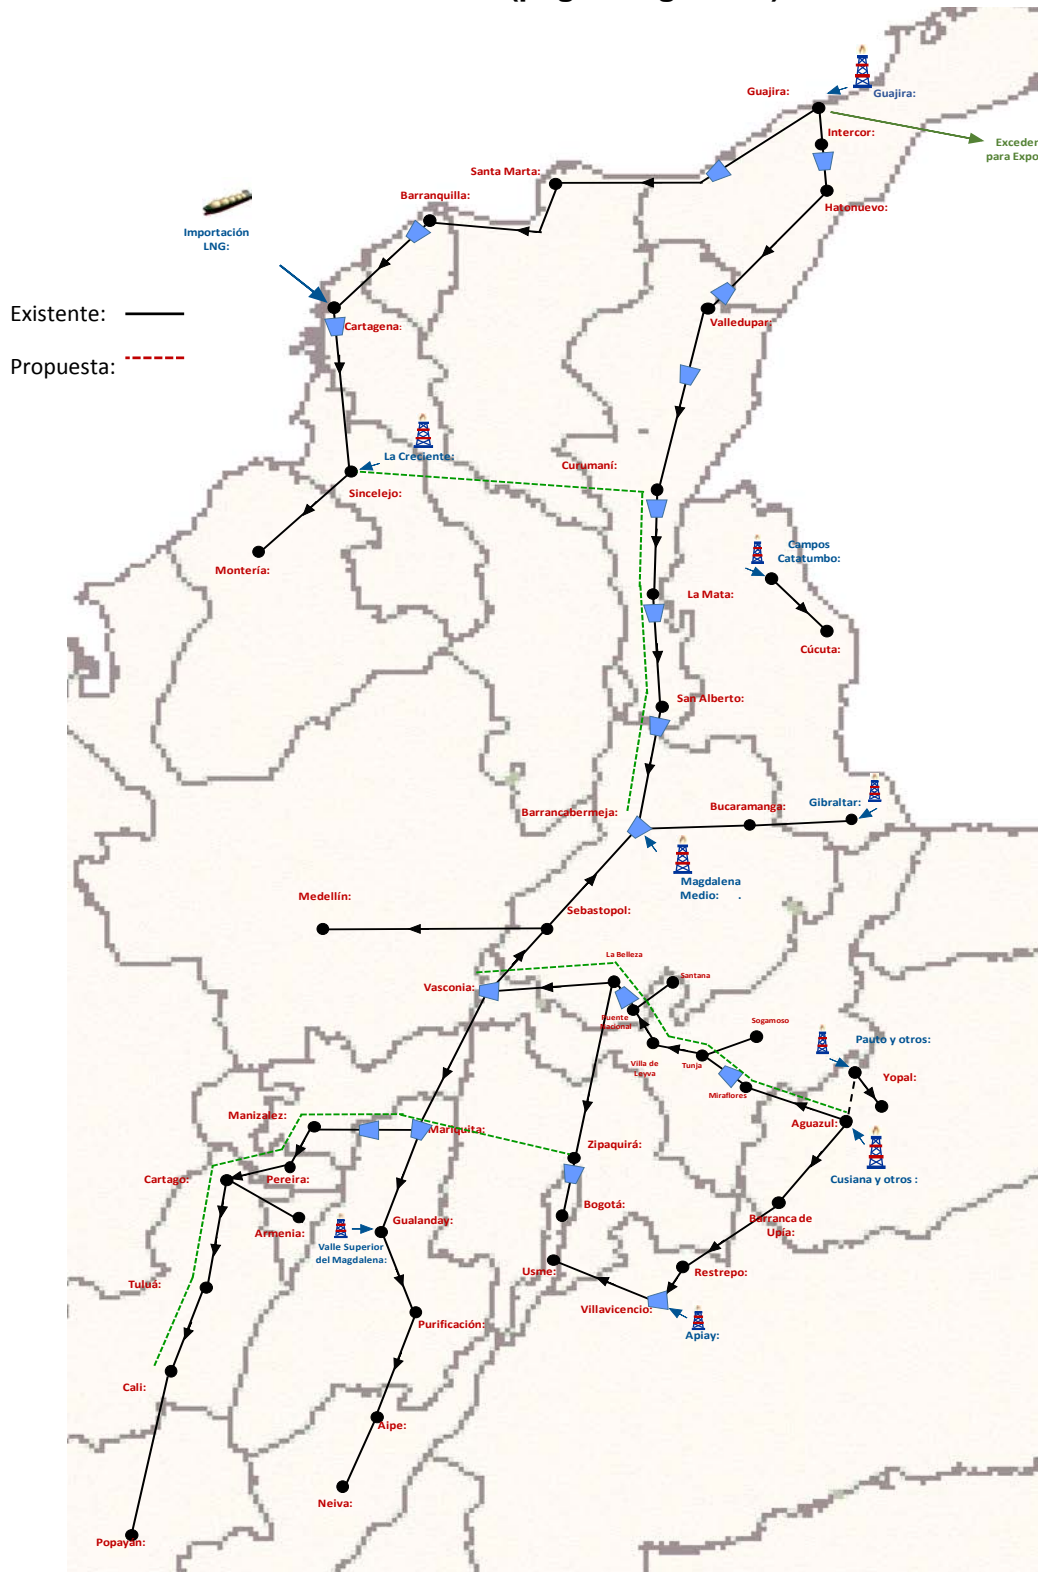 Guajira:
Guajira:
Intercor:
Exceder
para Expo
Santa Marta:
Barranquilla:
Hatonuevo:
Importación
LNG:
Existente:
Cartagena:
Valledupar:
Propuesta:
La Creciente:
Curumaní:
Sincelejo:
Campos
Catatumbo:
Montería:
La Mata:
Cúcuta:
San Alberto:
Barrancabermeja:
Bucaramanga:
Gibraltar:
Magdalena
Medio: .
Medellín:
Sebastopol:
La Belleza
Vasconia:
Santana
Puente
Nacional
Sogamoso
Pauto y otros:
Villa de
Leyva
Tunja
Yopal:
Miraflores
Manizalez:
Mariquita:
Aguazul:
Zipaquirá:
Cartago:
Pereira:
Cusiana y otros :
Armenia:
Gualanday:
Bogotá:
Barranca de
Upía:
Valle Superior
del Magdalena:
Tuluá:
Usme:
Restrepo:
Villavicencio:
Purificación:
Apiay:
Cali:
Aipe:
Neiva:
Popayán: